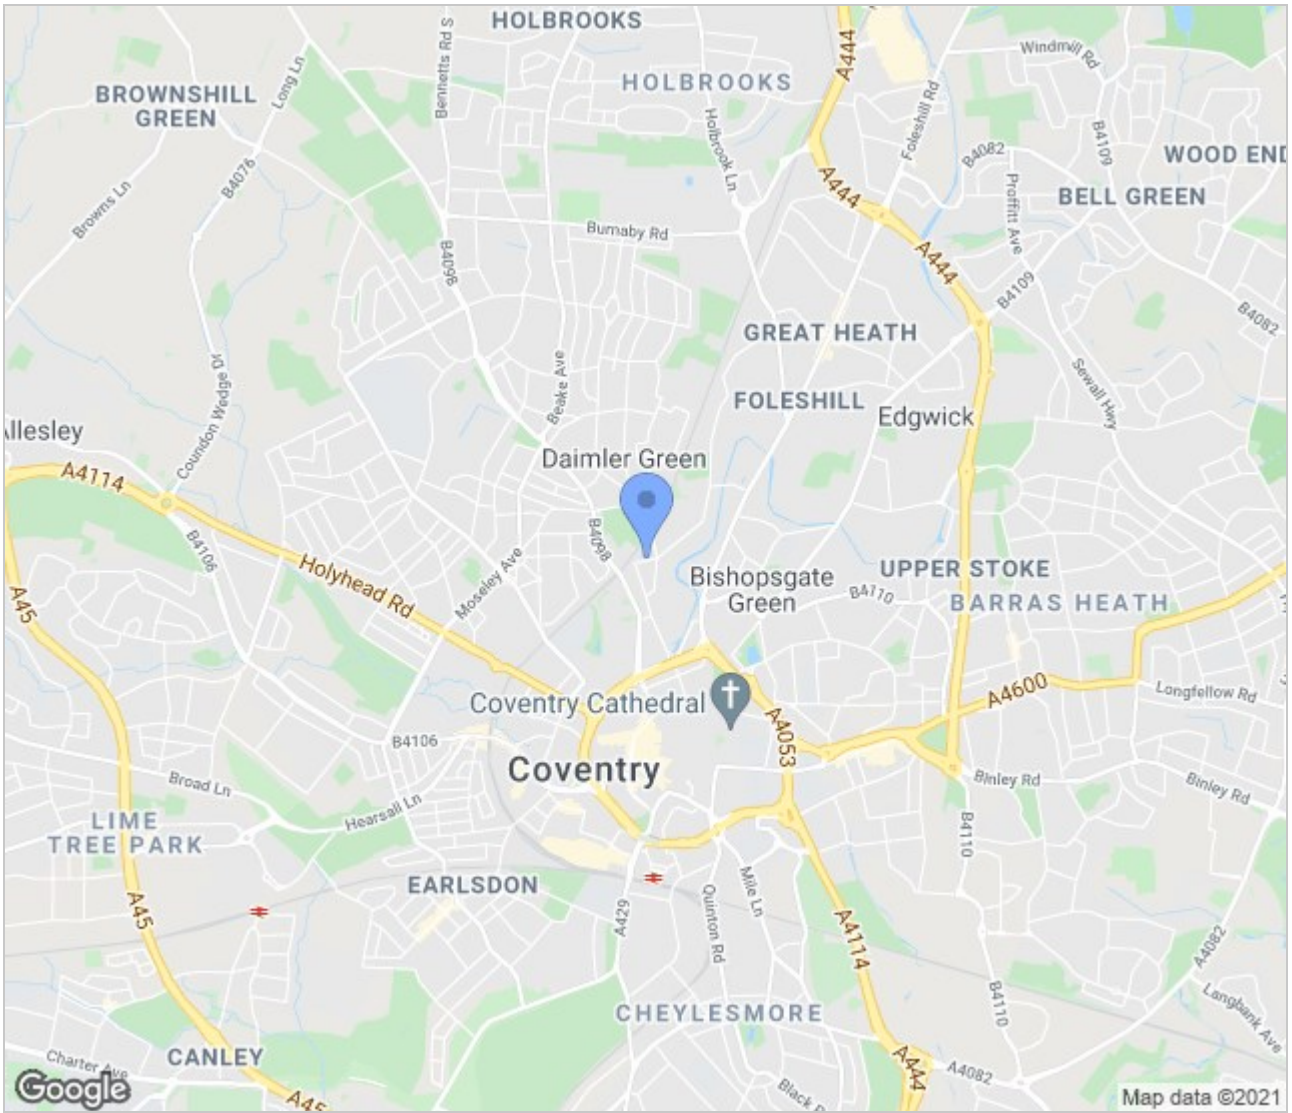 HOLBROOKS
A444
Windmill Rd
Long Ln
Bennetts Rd S
HOLBROOKS
BROWNSHILL
GREEN
Foleshill Rd
Holbrook Ln
B4109
B4082
WOOD END
B4076
A444
Proffitt Ave
BELL GREEN
Browns Ln
Burnaby Rd
B4098
A444
B4109
B4082
GREAT HEATH
Beake Ave
Sewall Hwy
FOLESHILL
Edgwick
Coundon Wedge Dr
Allesley
Daimler Green
A4114
B4098
B4106
Holyhead Rd
Moseley Ave
Bishopsgate
Green
UPPER STOKE
B4110
BARRAS HEATH
A45
Coventry Cathedral
A4600
Longfellow Rd
A4053
B4106
Coventry
Broad Ln
Binley Rd
Binley Rd
Hearsall Ln
LIME
TREE PARK
B4110
EARLSDON
Mile Ln
Quinton Rd
A45
A429
A4114
A4082
CHEYLESMORE
B4110
Langbank Ave
CANLEY
Charter Ave
A444
A4082
Black
A45
Google
Map data ©2021